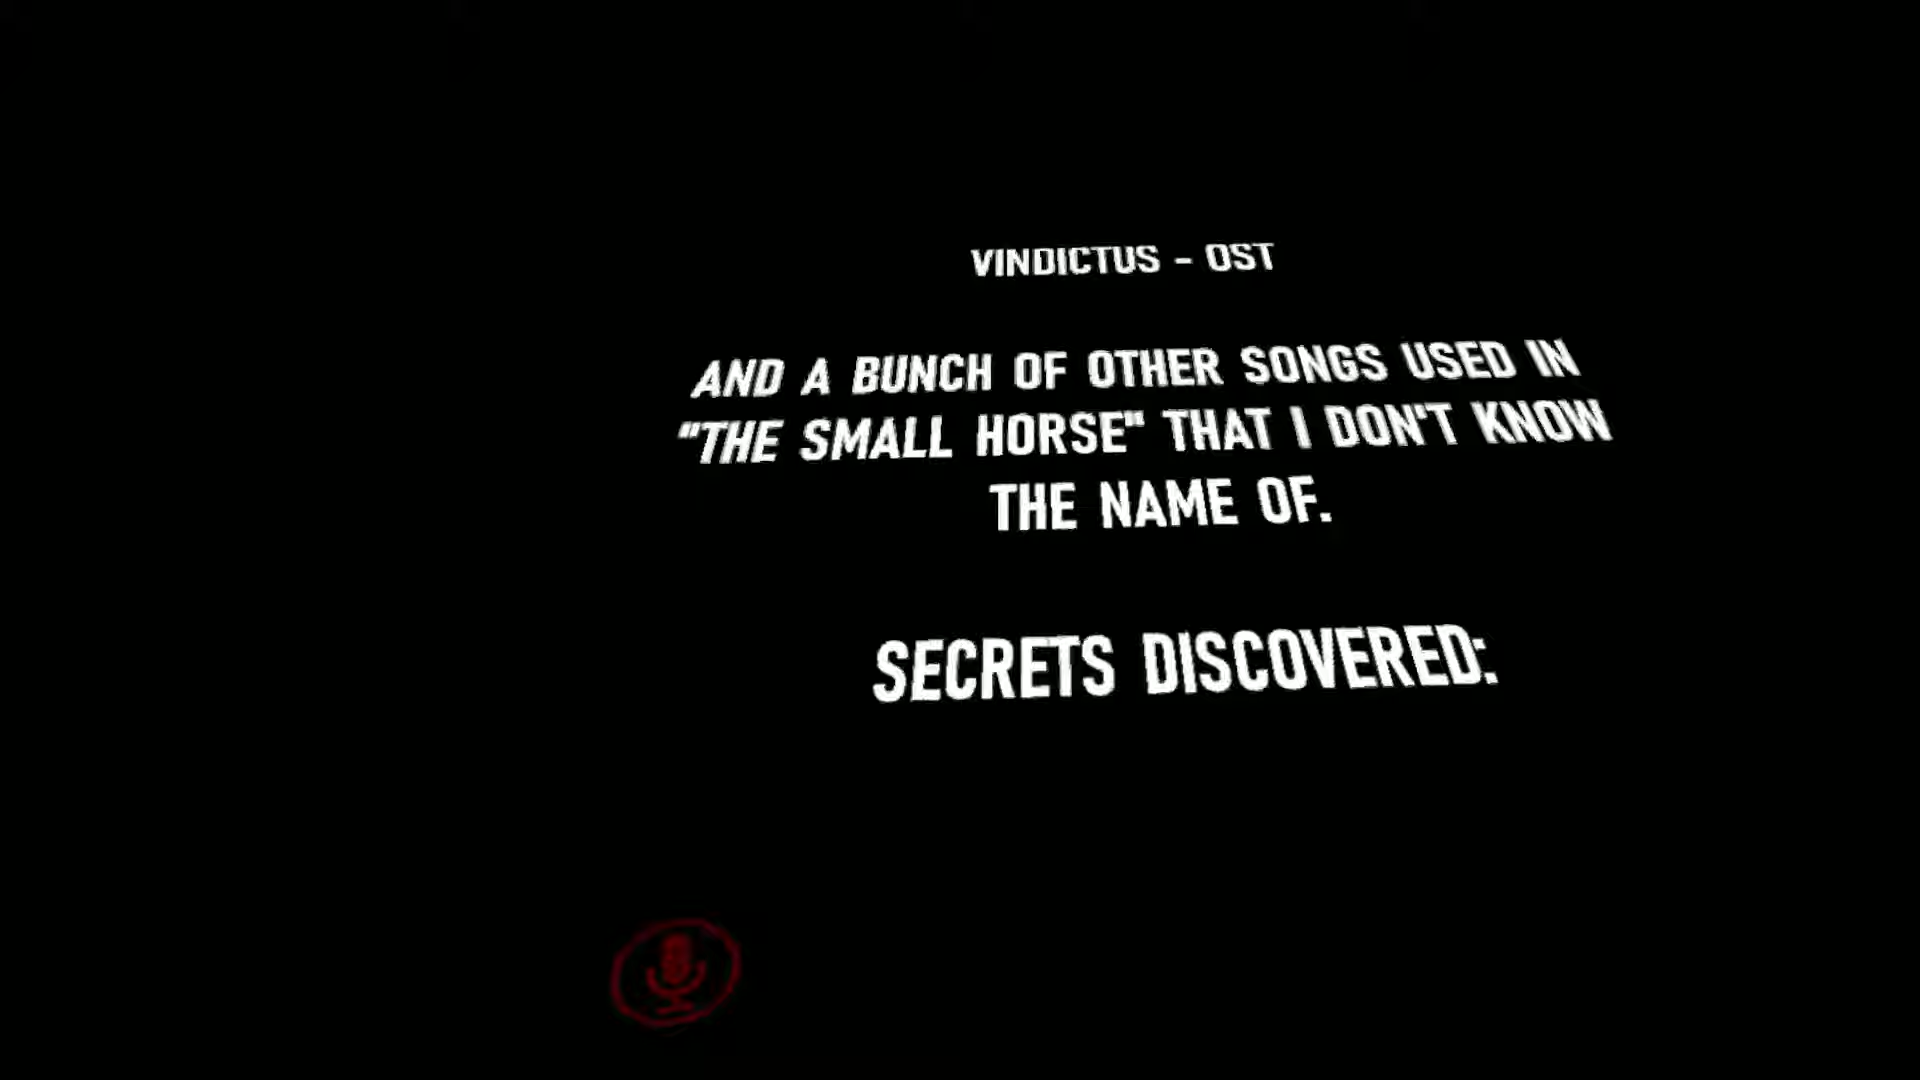 VINDICTUS - OST
AND A BUNCH OF OTHER SONGS USED IN
"THE SMALL HORSE" THAT I DON'T KNOW
THE NAME OF.
SECRETS DISCOVERED: